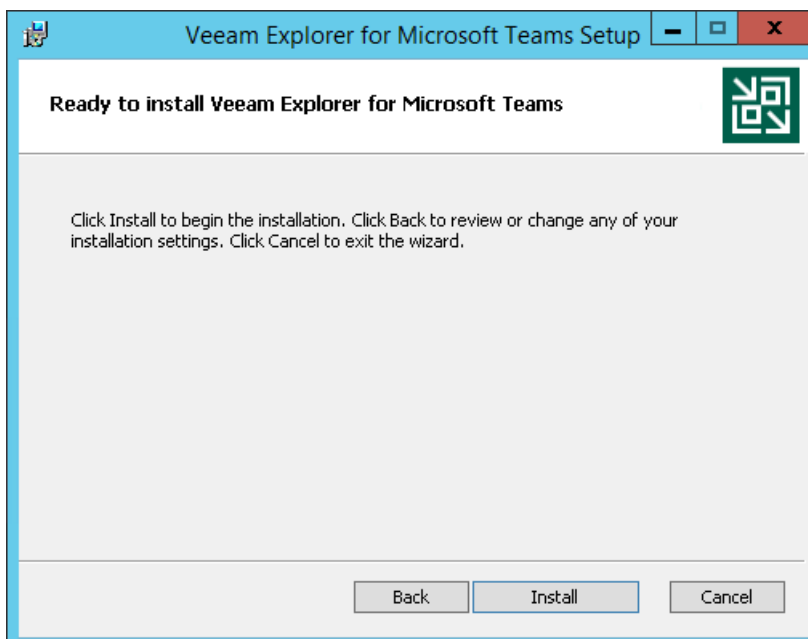 Veeam Explorer for Microsoft Teams Setup
Ready to install Veeam Explorer for Microsoft Teams
Click Install to begin the installation. Click Back to review or change any of your
installation settings. Click Cancel to exit the wizard.
Back Install Cancel